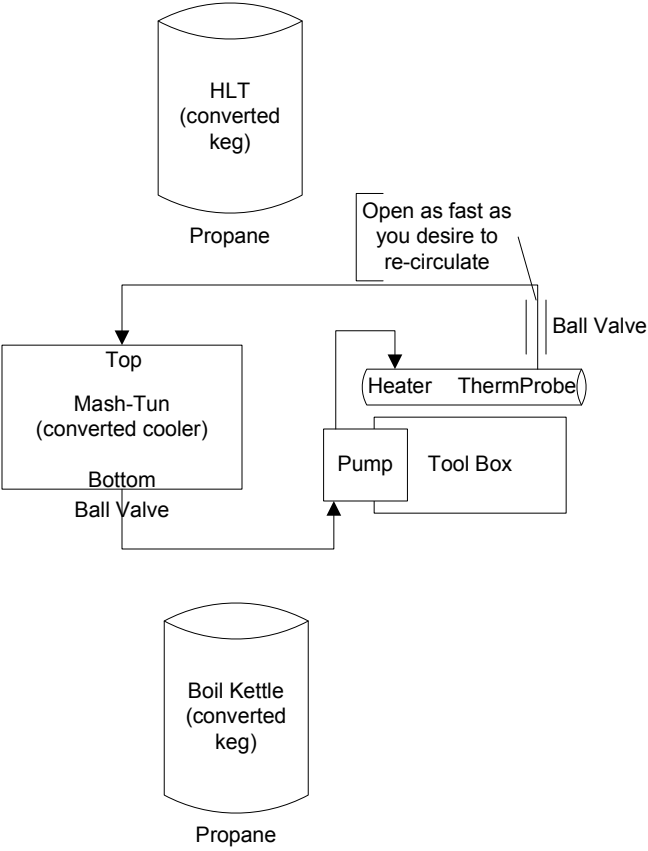 HLT
(converted
keg)
Propane
Open as fast as
you desire to
re-circulate
Ball Valve
Top
Mash-Tun
(converted cooler)
Bottom
Ball Valve
Heater ThermProbe
Pump
Tool Box
Boil Kettle
(converted
keg)
Propane